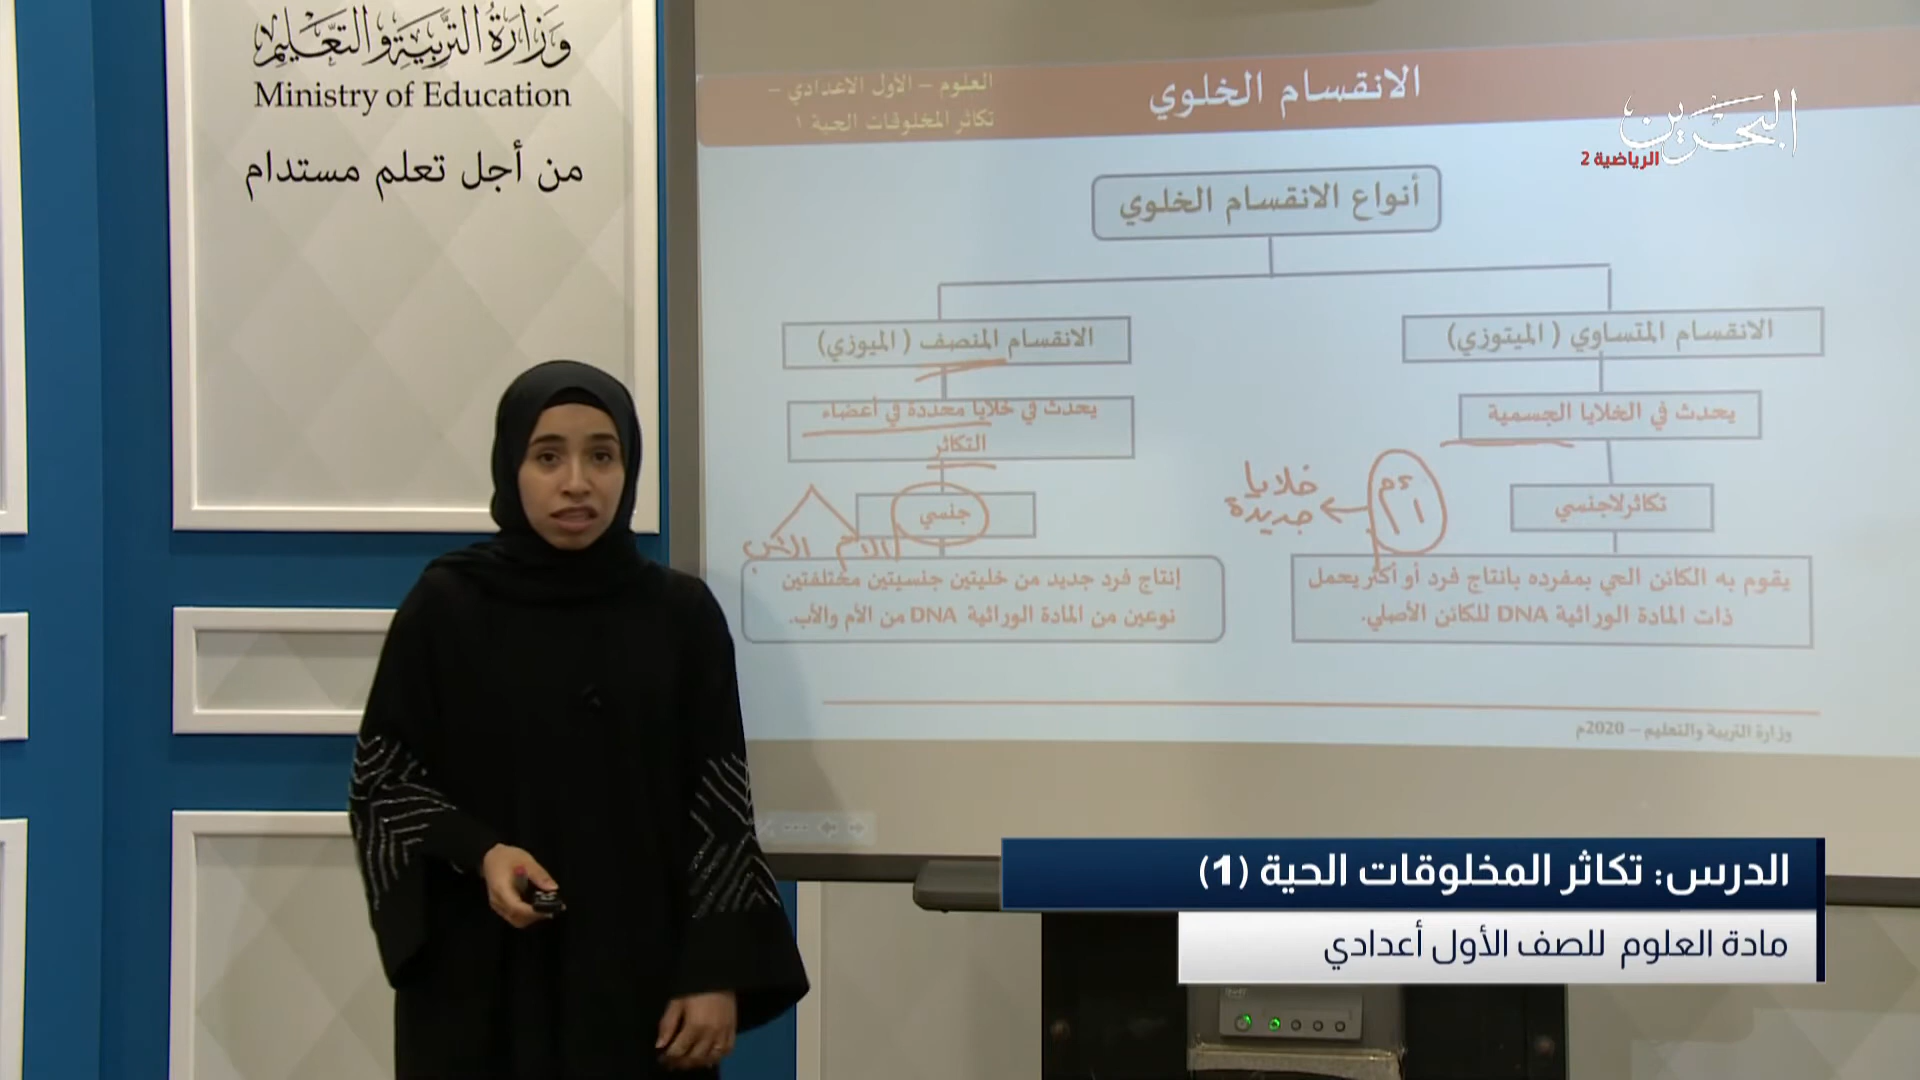 وزارة التربية والتعليم
Ministry of Education
من أجل تعلم مستدام
الانقسام الخلوي
العلوم – الأول الاعدادي –
تكاثر المخلوقات الحية ١
البحرين
الرياضية 2
أنواع الانقسام الخلوي
الانقسام المتساوي ( الميتوزي)
يحدث في الخلايا الجسمية
تكاثرلاجنسي
أم
خلايا
جديدة
يقوم به الكائن الحي بمفرده بانتاج فرد أو أكثر يحمل
ذات المادة الوراثية DNA للكائن الأصلي.
الانقسام المنصف ( الميوزي)
يحدث في خلايا محددة في أعضاء
التكاثر
جنسي
الأم
الأب
إنتاج فرد جديد من خليتين جنسيتين مختلفتين
نوعين من المادة الوراثية DNA من الأم والأب.
وزارة التربية والتعليم – 2020م
الدرس: تكاثر المخلوقات الحية (1)
مادة العلوم للصف الأول أعدادي